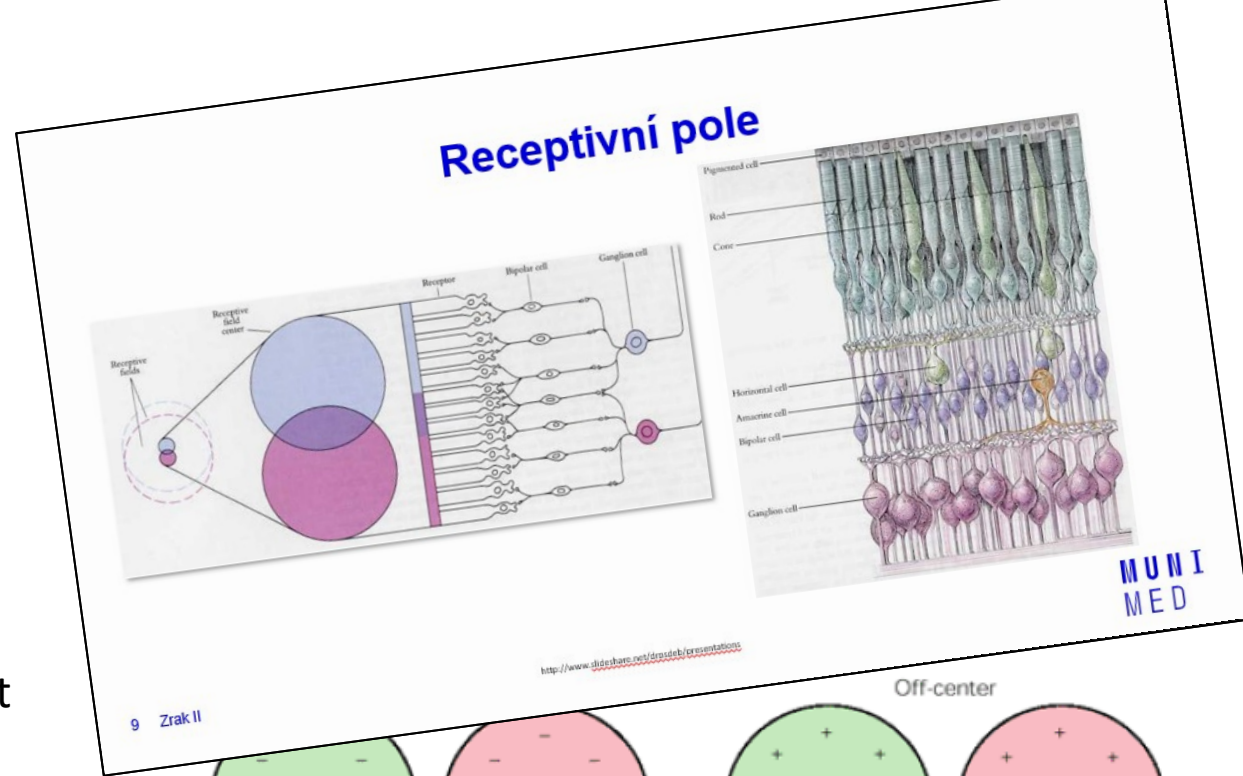 Receptivní pole
Receptive
fields
Receptive
field
center
Receptor
Bipolar cell
Ganglion cell
Pigmented cell
Rod
Cone
Horizontal cell
Amacrine cell
Bipolar cell
Ganglion cell
MUNI
MED
http://www.slideshare.net/drpsdeb/presentations
9 Zrak II
t
Off-center
− − − − −
+ + + + + +